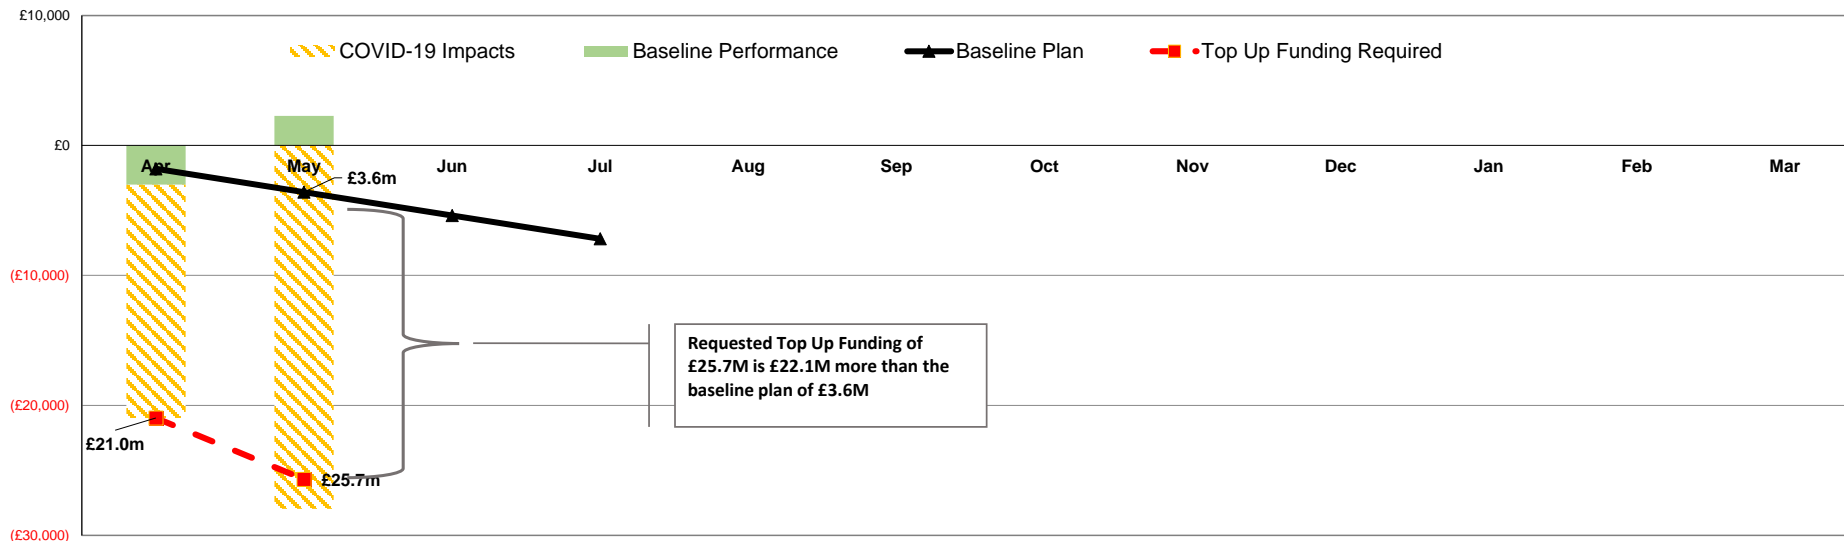 £10,000
COVID-19 Impacts Baseline Performance Baseline Plan Top Up Funding Required
£0
Apr May Jun Jul Aug Sep Oct Nov Dec Jan Feb Mar
£3.6m
(£10,000)
Requested Top Up Funding of
£25.7M is £22.1M more than the
baseline plan of £3.6M
(£20,000)
£21.0m
£25.7m
(£30,000)